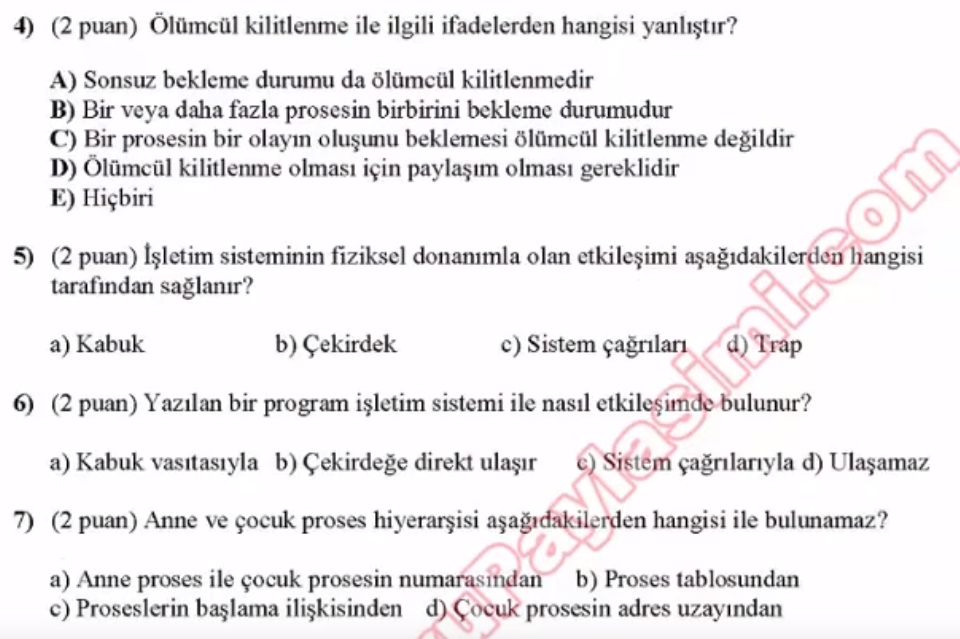 4) (2 puan) Ölümcül kilitlenme ile ilgili ifadelerden hangisi yanlıştır?
A) Sonsuz bekleme durumu da ölümcül kilitlenmedir
B) Bir veya daha fazla prosesin birbirini bekleme durumudur
C) Bir prosesin bir olayın oluşunu beklemesi ölümcül kilitlenme değildir
D) Ölümcül kilitlenme olması için paylaşım olması gereklidir
E) Hiçbiri
5) (2 puan) İşletim sisteminin fiziksel donanımla olan etkileşimi aşağıdakilerden hangisi
tarafından sağlanır?
a) Kabuk b) Çekirdek c) Sistem çağrıları d) Trap
6) (2 puan) Yazılan bir program işletim sistemi ile nasıl etkileşimde bulunur?
a) Kabuk vasıtasıyla b) Çekirdeğe direkt ulaşır c) Sistem çağrılarıyla d) Ulaşamaz
7) (2 puan) Anne ve çocuk proses hiyerarşisi aşağıdakilerden hangisi ile bulunamaz?
a) Anne proses ile çocuk prosesin numarasından b) Proses tablosundan
c) Proseslerin başlama ilişkisinden d) Çocuk prosesin adres uzayından
uPaylasimi.com